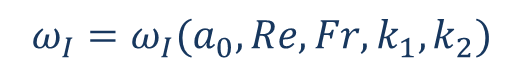 ω_I = ω_I(a_0, Re, Fr, k_1, k_2)